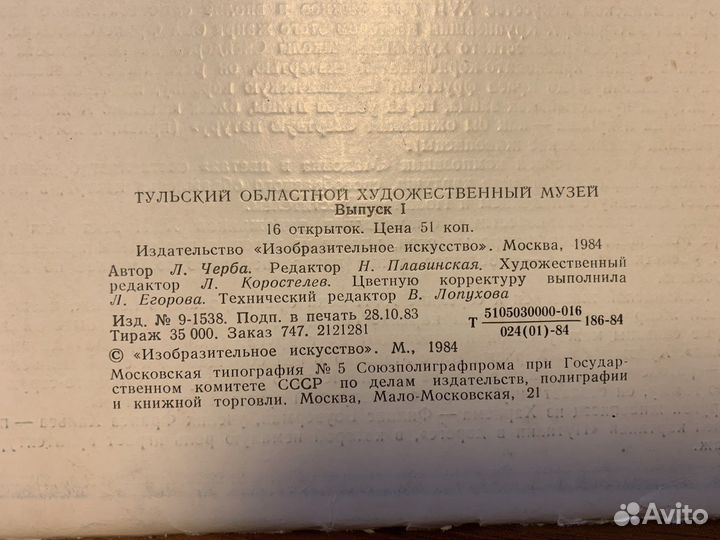 ТУЛЬСКИЙ ОБЛАСТНОЙ ХУДОЖЕСТВЕННЫЙ МУЗЕЙ
Выпуск I
16 открыток. Цена 51 коп.
Издательство «Изобразительное искусство». Москва, 1984
Автор Л. Черба. Редактор Н. Плавинская. Художественный
редактор Л. Коростелев. Цветную корректуру выполнила
Л. Егорова. Технический редактор В. Лопухова
Изд. № 9-1538. Подп. в печать 28.10.83
Тираж 35 000. Заказ 747. 2121281
Т 5105030000-016 / 024(01)-84 186-84
© «Изобразительное искусство». М., 1984
Московская типография № 5 Союзполиграфпрома при Государ-
ственном комитете СССР по делам издательств, полиграфии
и книжной торговли. Москва, Мало-Московская, 21
Avito